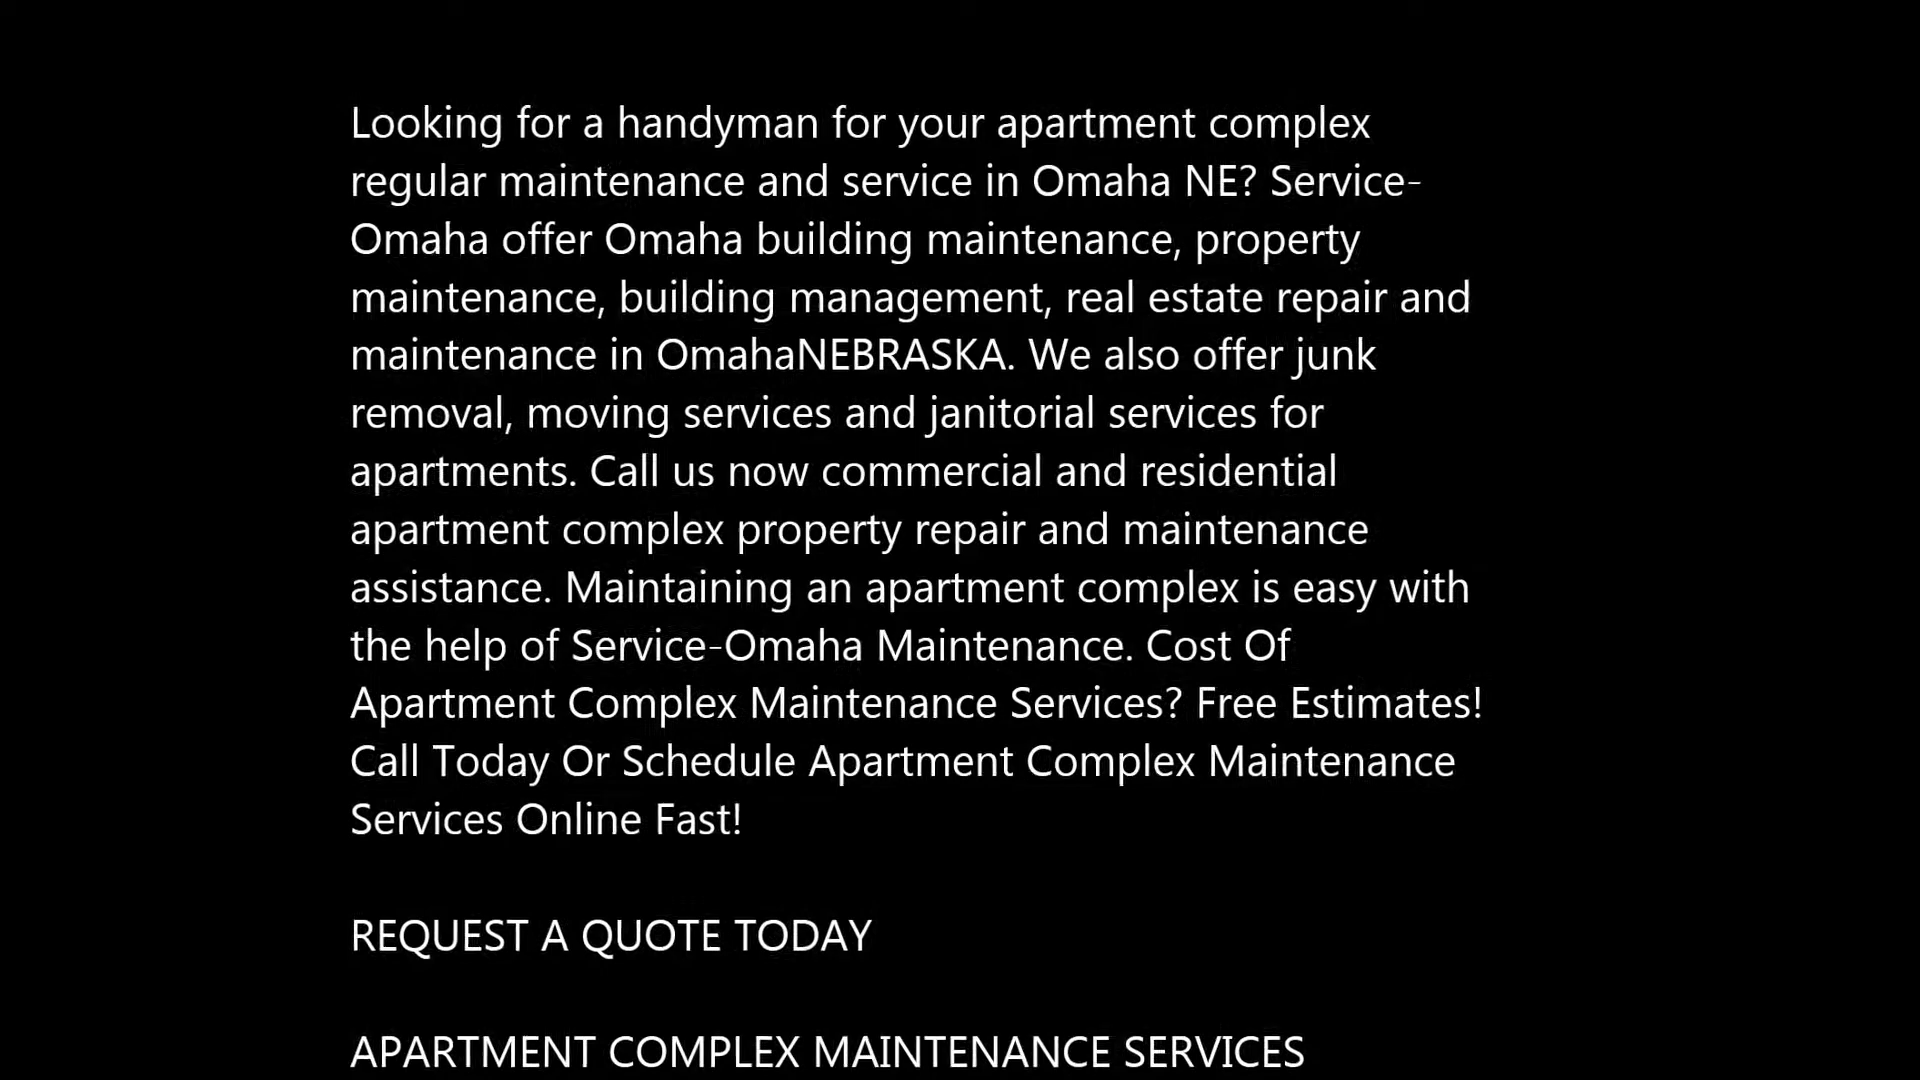 Looking for a handyman for your apartment complex
regular maintenance and service in Omaha NE? Service-
Omaha offer Omaha building maintenance, property
maintenance, building management, real estate repair and
maintenance in OmahaNEBRASKA. We also offer junk
removal, moving services and janitorial services for
apartments. Call us now commercial and residential
apartment complex property repair and maintenance
assistance. Maintaining an apartment complex is easy with
the help of Service-Omaha Maintenance. Cost Of
Apartment Complex Maintenance Services? Free Estimates!
Call Today Or Schedule Apartment Complex Maintenance
Services Online Fast!
REQUEST A QUOTE TODAY
APARTMENT COMPLEX MAINTENANCE SERVICES